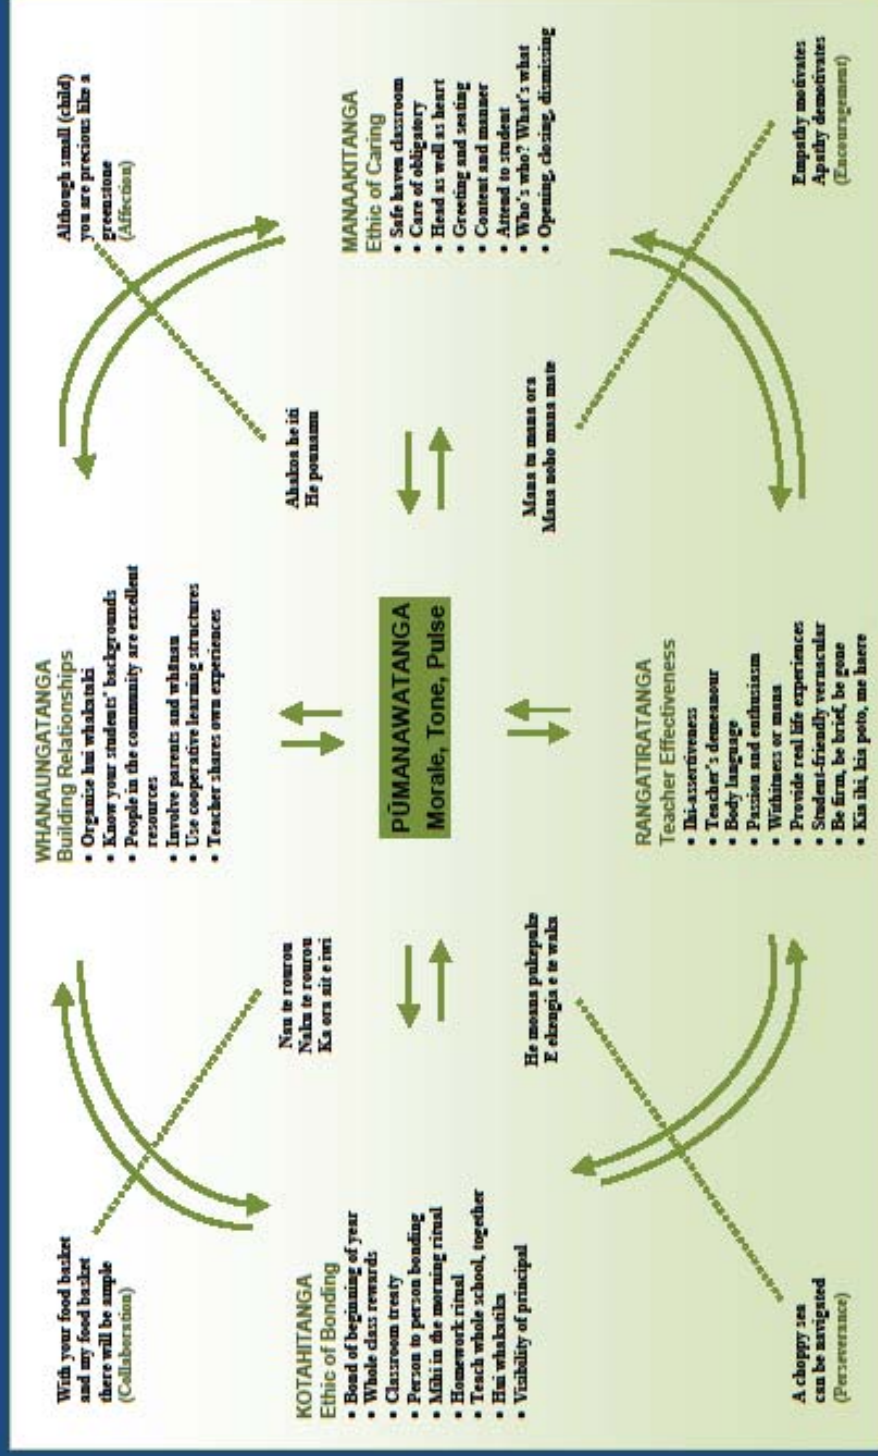 With your food basket
and my food basket
there will be ample
(Collaboration)
WHANAUNGATANGA
Building Relationships
• Organise hui whakataki
• Know your students' backgrounds
• People in the community are excellent
resources
• Involve parents and whānau
• Use cooperative learning structures
• Teacher shares own experiences
Although small (child)
you are precious like a
greenstone
(Affection)
Nau te rourou
Naku te rourou
Ka ora ait e iwi
Ahakoa he iti
He pounamu
KOTAHITANGA
Ethic of Bonding
• Bond of beginning of year
• Whole class rewards
• Classroom treaty
• Person to person bonding
• Mihi in the morning ritual
• Homework ritual
• Teach whole school, together
• Hui whakatika
• Visibility of principal
PŪMANAWATANGA
Morale, Tone, Pulse
MANAAKITANGA
Ethic of Caring
• Safe haven classroom
• Care of obligatory
• Head as well as heart
• Greeting and seating
• Content and manner
• Attend to student
• Who's who? What's what
• Opening, closing, dismissing
He moana pukepuke
E ekengia e te waka
Mana tu mana ora
Mana noho mana mate
A choppy sea
can be navigated
(Perseverance)
RANGATIRATANGA
Teacher Effectiveness
• Ihi-assertiveness
• Teacher's demeanour
• Body language
• Passion and enthusiasm
• Withitness or mana
• Provide real life experiences
• Student-friendly vernacular
• Be firm, be brief, be gone
• Kia ihi, kia poto, me haere
Empathy motivates
Apathy demotivates
(Encouragement)